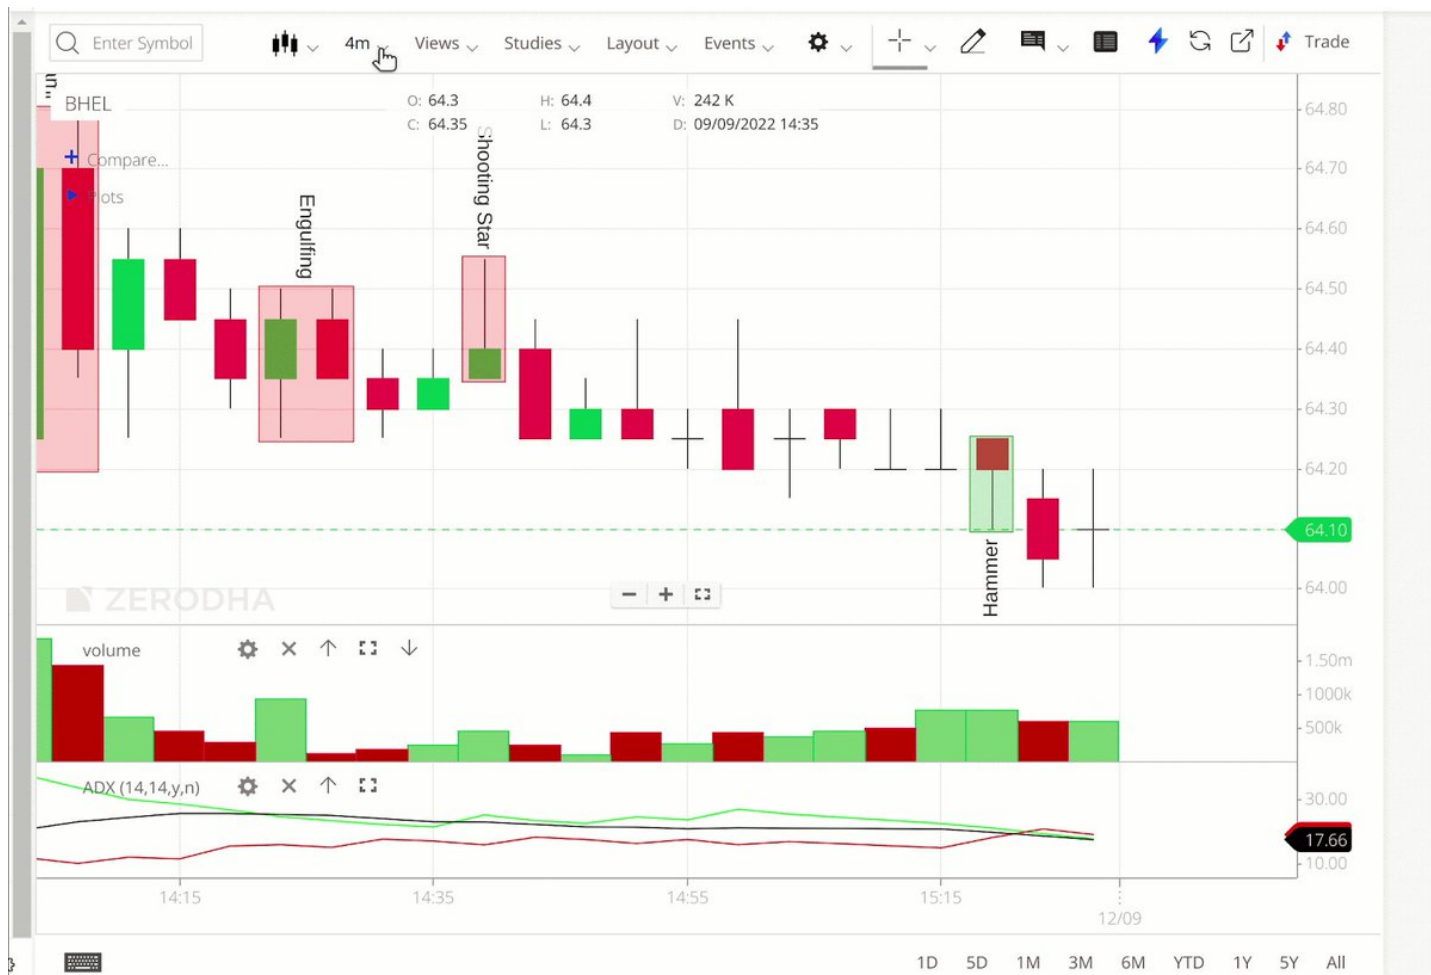 Enter Symbol
4m
Views
Studies
Layout
Events
Trade
BHEL
O: 64.3
H: 64.4
V: 242 K
C: 64.35
L: 64.3
D: 09/09/2022 14:35
Compare...
Engulfing
Shooting Star
Hammer
64.80
64.70
64.60
64.50
64.40
64.30
64.20
64.10
64.00
ZERODHA
volume
1.50m
1000k
500k
ADX (14,14,y,n)
30.00
17.66
10.00
14:15
14:35
14:55
15:15
12/09
1D
5D
1M
3M
6M
YTD
1Y
5Y
All